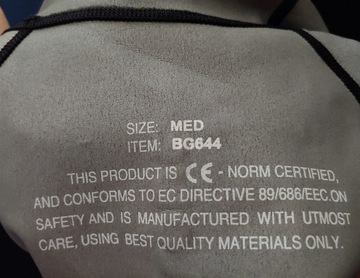 SIZE: MED
ITEM: BG644
THIS PRODUCT IS CE - NORM CERTIFIED,
AND CONFORMS TO EC DIRECTIVE 89/686/EEC.ON
SAFETY AND IS MANUFACTURED WITH UTMOST
CARE, USING BEST QUALITY MATERIALS ONLY.